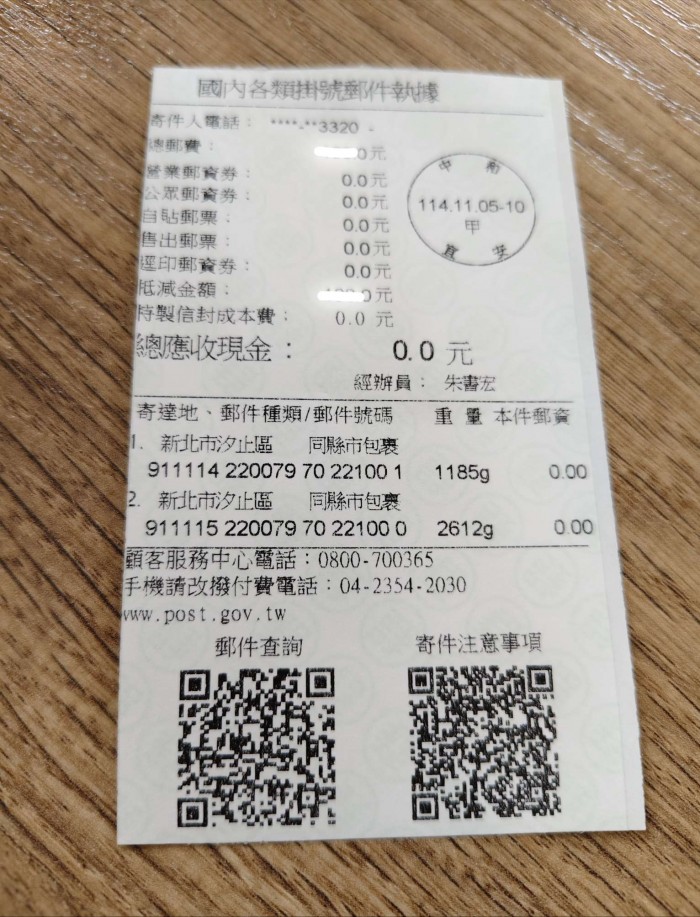 國內各類掛號郵件執據
寄件人電話： ****-**3320 -
總郵費： 0元
營業郵資券： 0.0元
公眾郵資券： 0.0元
自貼郵票： 0.0元
售出郵票： 0.0元
逕印郵資券： 0.0元
抵減金額： 0元
特製信封成本費： 0.0 元
總應收現金： 0.0 元
中和
114.11.05-10
甲
經辦員： 朱書宏
寄達地、郵件種類/郵件號碼 重 量 本件郵資
1. 新北市汐止區 同縣市包裹
911114 220079 70 22100 1 1185g 0.00
2. 新北市汐止區 同縣市包裹
911115 220079 70 22100 0 2612g 0.00
顧客服務中心電話：0800-700365
手機請改撥付費電話：04-2354-2030
www.post.gov.tw
郵件查詢 寄件注意事項